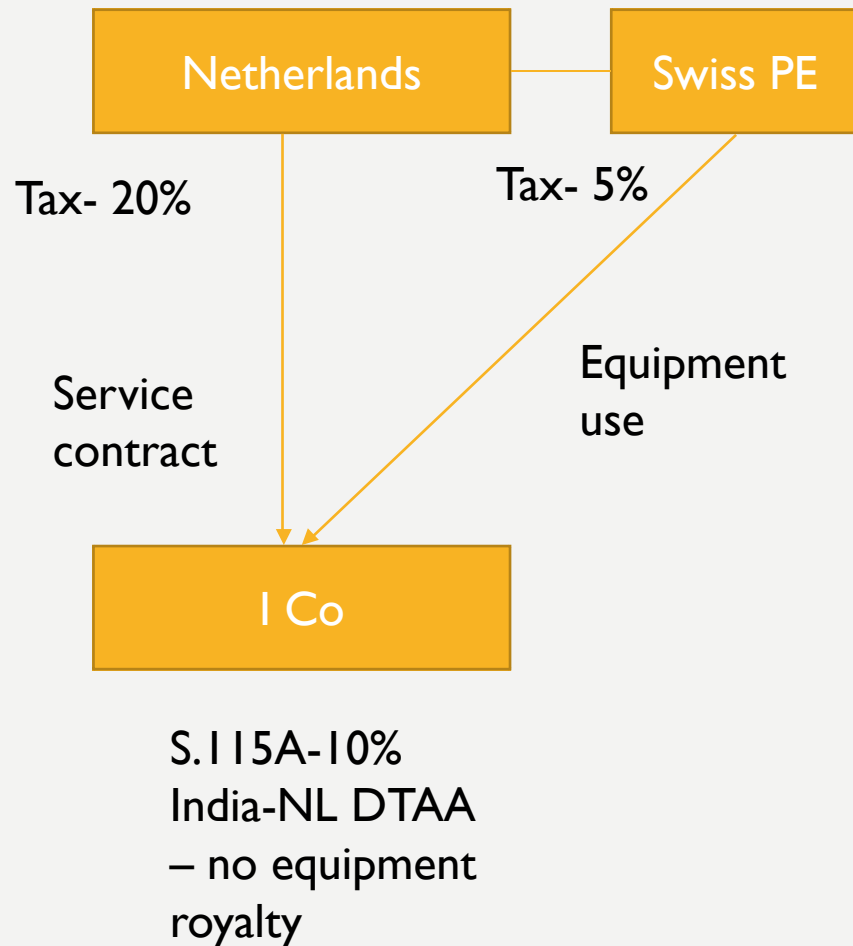 Netherlands
Swiss PE
Tax- 20%
Tax- 5%
Service
contract
Equipment
use
I Co
S.115A-10%
India-NL DTAA
– no equipment
royalty